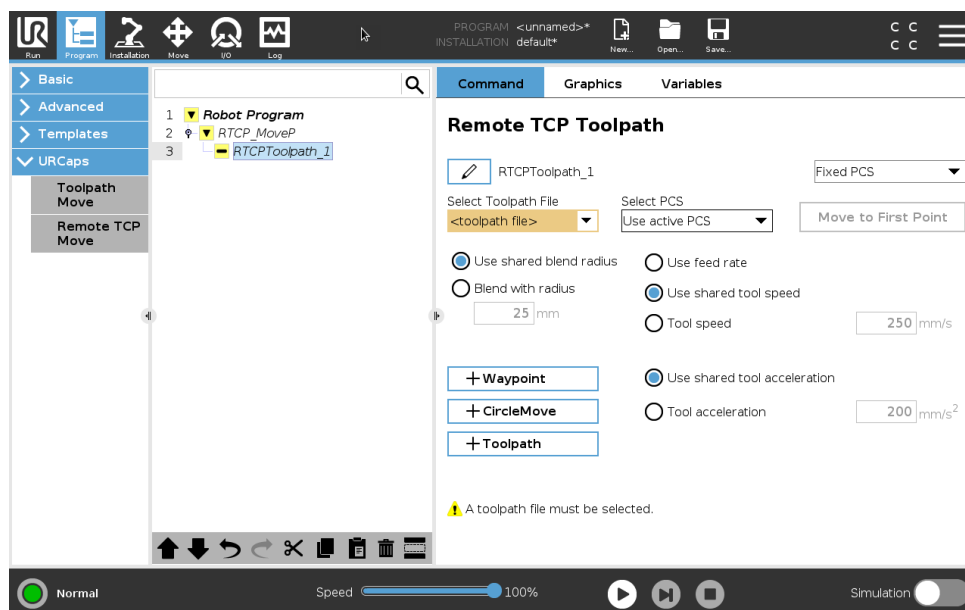 UR
Run
Program
Installation
Move
I/O
Log
PROGRAM <unnamed>*
INSTALLATION default*
New...
Open...
Save...
C C
C C
Basic
Advanced
Templates
URCaps
Toolpath
Move
Remote TCP
Move
1 Robot Program
2 RTCP_MoveP
3 RTCPToolpath_1
Command Graphics Variables
Remote TCP Toolpath
RTCPToolpath_1
Fixed PCS
Select Toolpath File
Select PCS
<toolpath file>
Use active PCS
Move to First Point
Use shared blend radius
Use feed rate
Blend with radius
Use shared tool speed
25 mm
Tool speed
250 mm/s
+Waypoint
Use shared tool acceleration
+CircleMove
Tool acceleration
200 mm/s²
+Toolpath
A toolpath file must be selected.
Normal
Speed
100%
Simulation